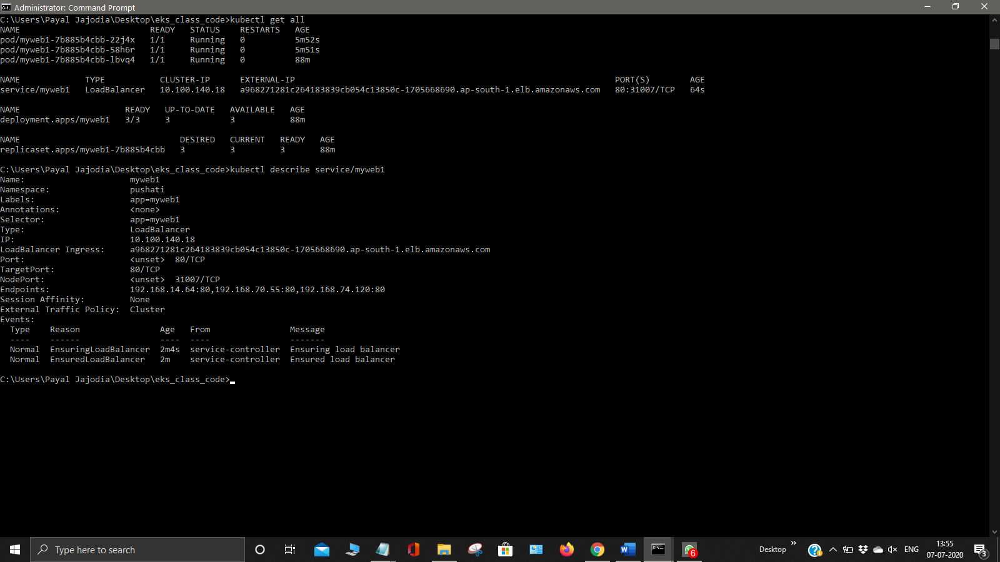 Administrator: Command Prompt
C:\Users\Payal Jajodia\Desktop\eks_class_code>kubectl get all
NAME                          READY   STATUS    RESTARTS   AGE
pod/myweb1-7b885b4cbb-22j4x   1/1     Running   0          5m52s
pod/myweb1-7b885b4cbb-58h6r   1/1     Running   0          5m51s
pod/myweb1-7b885b4cbb-lbvq4   1/1     Running   0          88m
NAME             TYPE           CLUSTER-IP      EXTERNAL-IP                                                                PORT(S)        AGE
service/myweb1   LoadBalancer   10.100.140.18   a968271281c264183839cb054c13850c-1705668690.ap-south-1.elb.amazonaws.com   80:31007/TCP   64s
NAME                     READY   UP-TO-DATE   AVAILABLE   AGE
deployment.apps/myweb1   3/3     3            3           88m
NAME                                DESIRED   CURRENT   READY   AGE
replicaset.apps/myweb1-7b885b4cbb   3         3         3       88m
C:\Users\Payal Jajodia\Desktop\eks_class_code>kubectl describe service/myweb1
Name:                     myweb1
Namespace:                pushati
Labels:                   app=myweb1
Annotations:              <none>
Selector:                 app=myweb1
Type:                     LoadBalancer
IP:                       10.100.140.18
LoadBalancer Ingress:     a968271281c264183839cb054c13850c-1705668690.ap-south-1.elb.amazonaws.com
Port:                     <unset>  80/TCP
TargetPort:               80/TCP
NodePort:                 <unset>  31007/TCP
Endpoints:                192.168.14.64:80,192.168.70.55:80,192.168.74.120:80
Session Affinity:         None
External Traffic Policy:  Cluster
Events:
  Type    Reason                Age   From                Message
  ----    ------                ----  ----                -------
  Normal  EnsuringLoadBalancer  2m4s  service-controller  Ensuring load balancer
  Normal  EnsuredLoadBalancer   2m    service-controller  Ensured load balancer
C:\Users\Payal Jajodia\Desktop\eks_class_code>
Type here to search
6
Desktop
ENG
13:55
07-07-2020
3